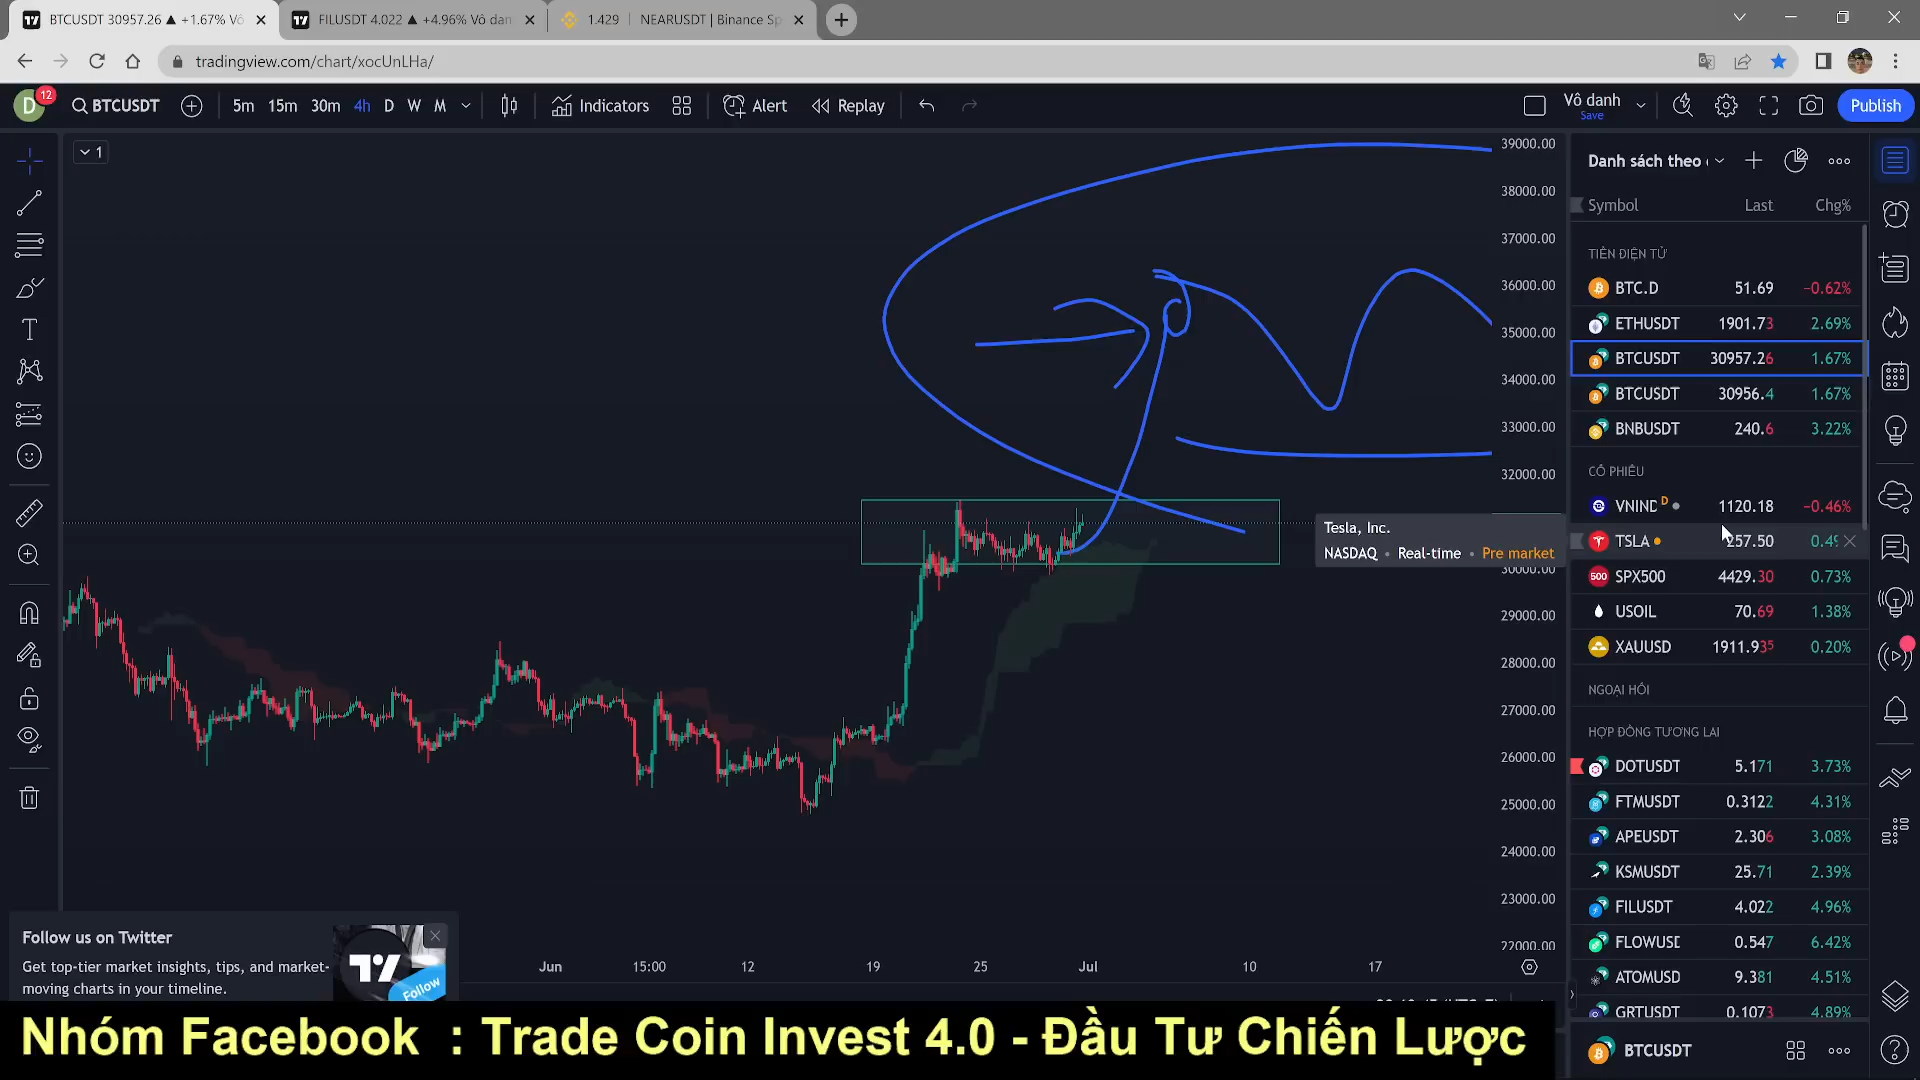 BTCUSDT 30957.26 ▲ +1.67% Vô
FILUSDT 4.022 ▲ +4.96% Vô dan
1.429 | NEARUSDT | Binance Sp
tradingview.com/chart/xocUnLHa/
D 12 BTCUSDT 5m 15m 30m 4h D W M Indicators Alert Replay Vô danh Save Publish
1
Danh sách theo
Symbol Last Chg%
TIỀN ĐIỆN TỬ
BTC.D 51.69 −0.62%
ETHUSDT 1901.73 2.69%
BTCUSDT 30957.26 1.67%
BTCUSDT 30956.4 1.67%
BNBUSDT 240.6 3.22%
CỔ PHIẾU
VNIND D 1120.18 −0.46%
TSLA 257.50 0.49
SPX500 4429.30 0.73%
USOIL 70.69 1.38%
XAUUSD 1911.935 0.20%
NGOẠI HỐI
HỢP ĐỒNG TƯƠNG LAI
DOTUSDT 5.171 3.73%
FTMUSDT 0.3122 4.31%
APEUSDT 2.306 3.08%
KSMUSDT 25.71 2.39%
FILUSDT 4.022 4.96%
FLOWUSD 0.547 6.42%
ATOMUSD 9.381 4.51%
GRTUSDT 0.1073 4.89%
BTCUSDT
39000.00
38000.00
37000.00
36000.00
35000.00
34000.00
33000.00
32000.00
30000.00
29000.00
28000.00
27000.00
26000.00
25000.00
24000.00
23000.00
22000.00
Tesla, Inc.
NASDAQ • Real-time • Pre market
Jun 15:00 12 19 25 Jul 10 17
Follow us on Twitter
Get top-tier market insights, tips, and market-
moving charts in your timeline.
Follow
Nhóm Facebook : Trade Coin Invest 4.0 - Đầu Tư Chiến Lược